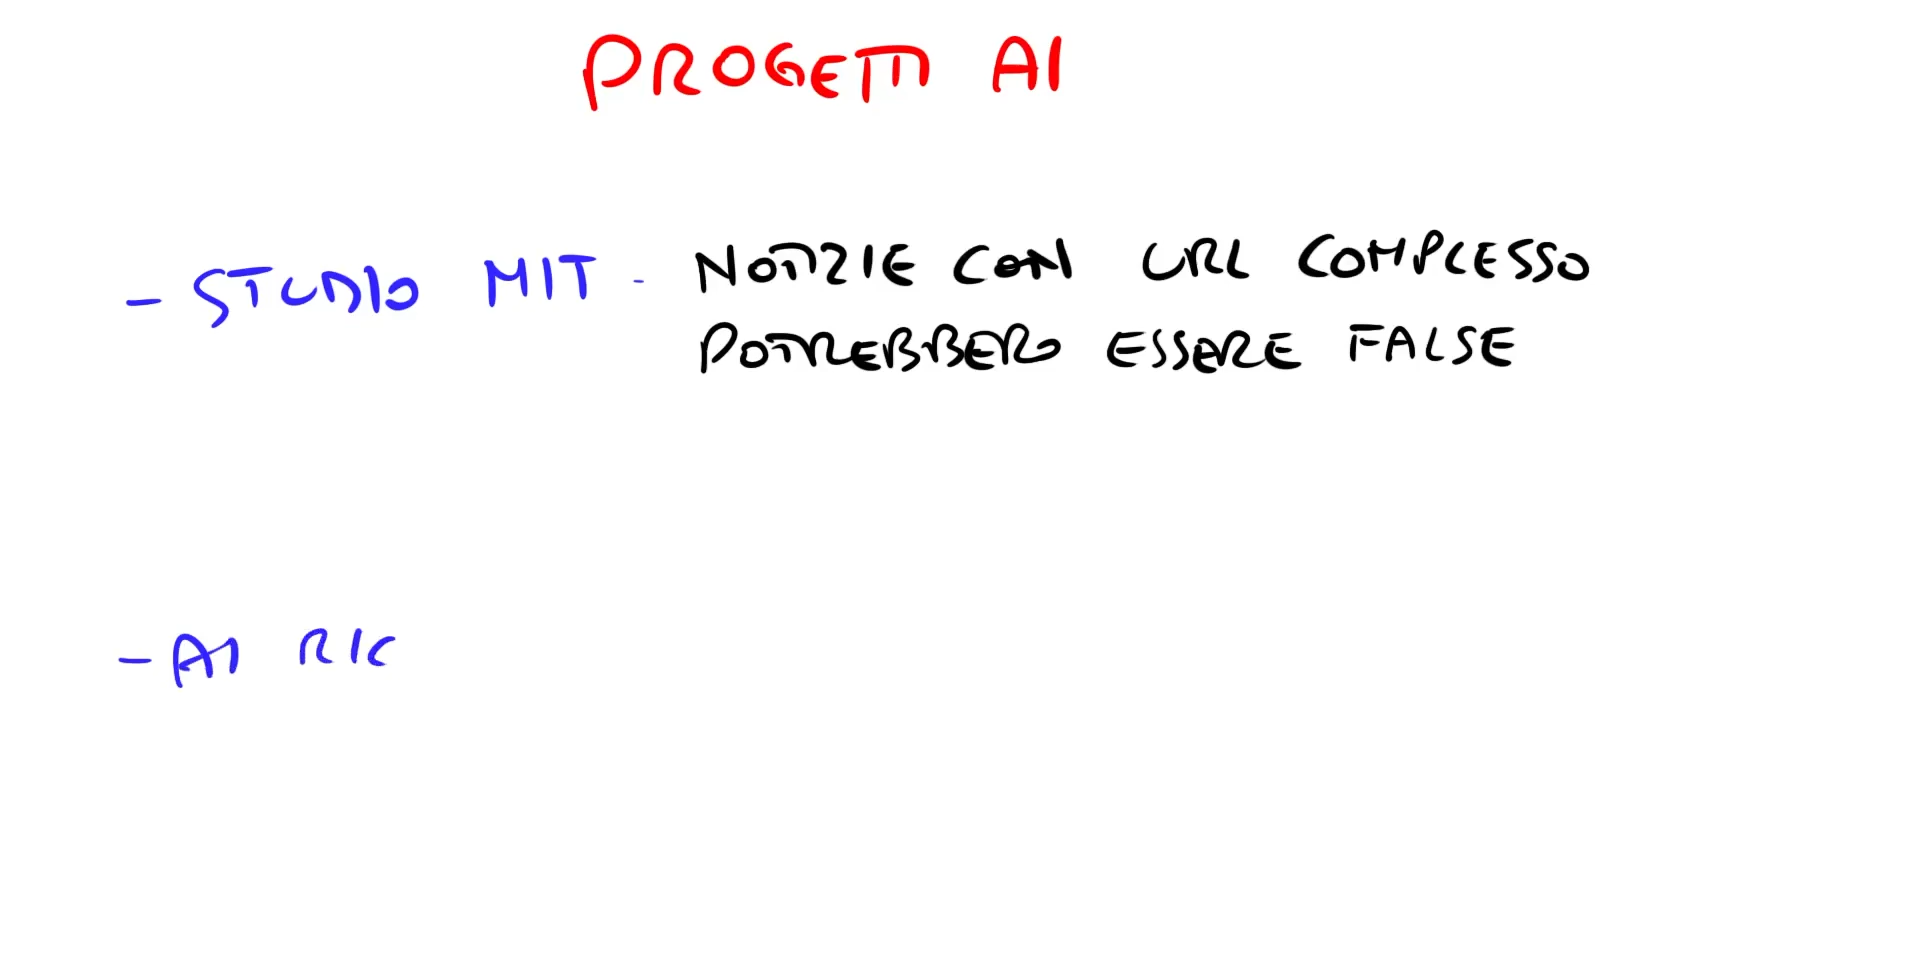 PROGETTI AI
- STUDIO MIT - NOTIZIE CON URL COMPLESSO
POTREBBERO ESSERE FALSE
- AI RIC